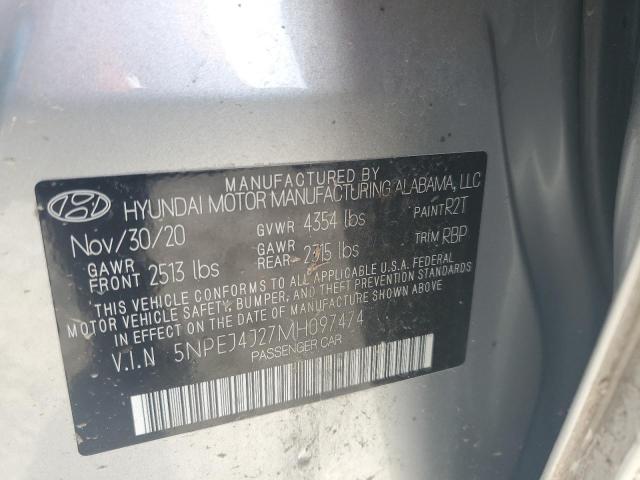 MANUFACTURED BY
HYUNDAI MOTOR MANUFACTURING ALABAMA, LLC
Nov/30/20 GVWR 4354 lbs PAINT R2T
GAWR FRONT 2513 lbs GAWR REAR 2315 lbs TRIM RBP
THIS VEHICLE CONFORMS TO ALL APPLICABLE U.S.A. FEDERAL
MOTOR VEHICLE SAFETY, BUMPER, AND THEFT PREVENTION STANDARDS
IN EFFECT ON THE DATE OF MANUFACTURE SHOWN ABOVE.
V.I.N 5NPEJ4J27MH097474
PASSENGER CAR